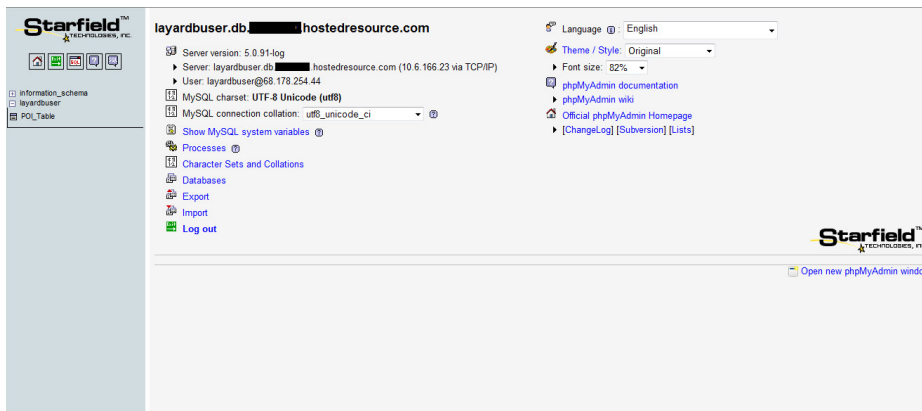 Starfield™
TECHNOLOGIES, INC.
SQL
information_schema
layardbuser
POI_Table
layardbuser.db. .hostedresource.com
Server version: 5.0.91-log
Server: layardbuser.db. .hostedresource.com (10.6.166.23 via TCP/IP)
User: layardbuser@68.178.254.44
MySQL charset: UTF-8 Unicode (utf8)
MySQL connection collation: utf8_unicode_ci
Show MySQL system variables
Processes
Character Sets and Collations
Databases
Export
Import
Log out
Language : English
Theme / Style: Original
Font size: 82%
phpMyAdmin documentation
phpMyAdmin wiki
Official phpMyAdmin Homepage
[ChangeLog] [Subversion] [Lists]
Starfield™
TECHNOLOGIES, IN
Open new phpMyAdmin windo